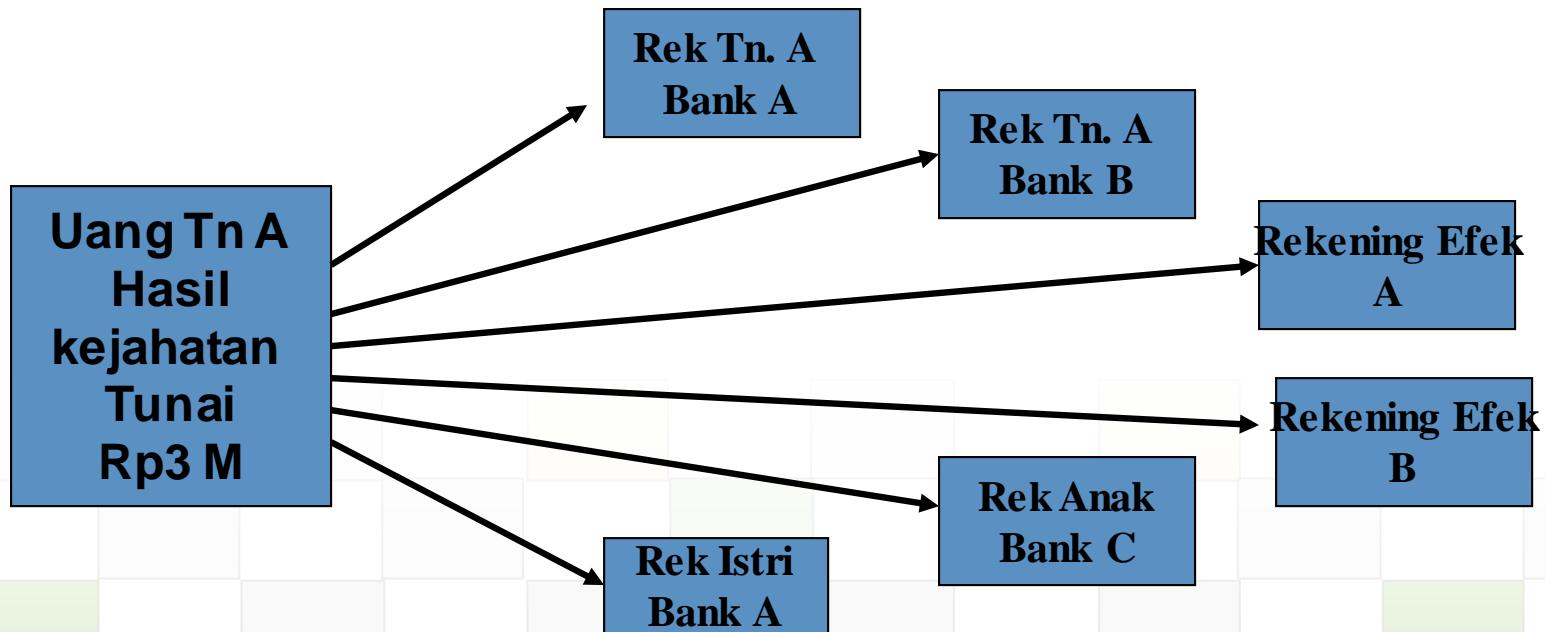 Rek Tn. A
Bank A
Rek Tn. A
Bank B
Uang Tn A
Hasil
kejahatan
Tunai
Rp3 M
Rekening Efek
A
Rekening Efek
B
Rek Anak
Bank C
Rek Istri
Bank A